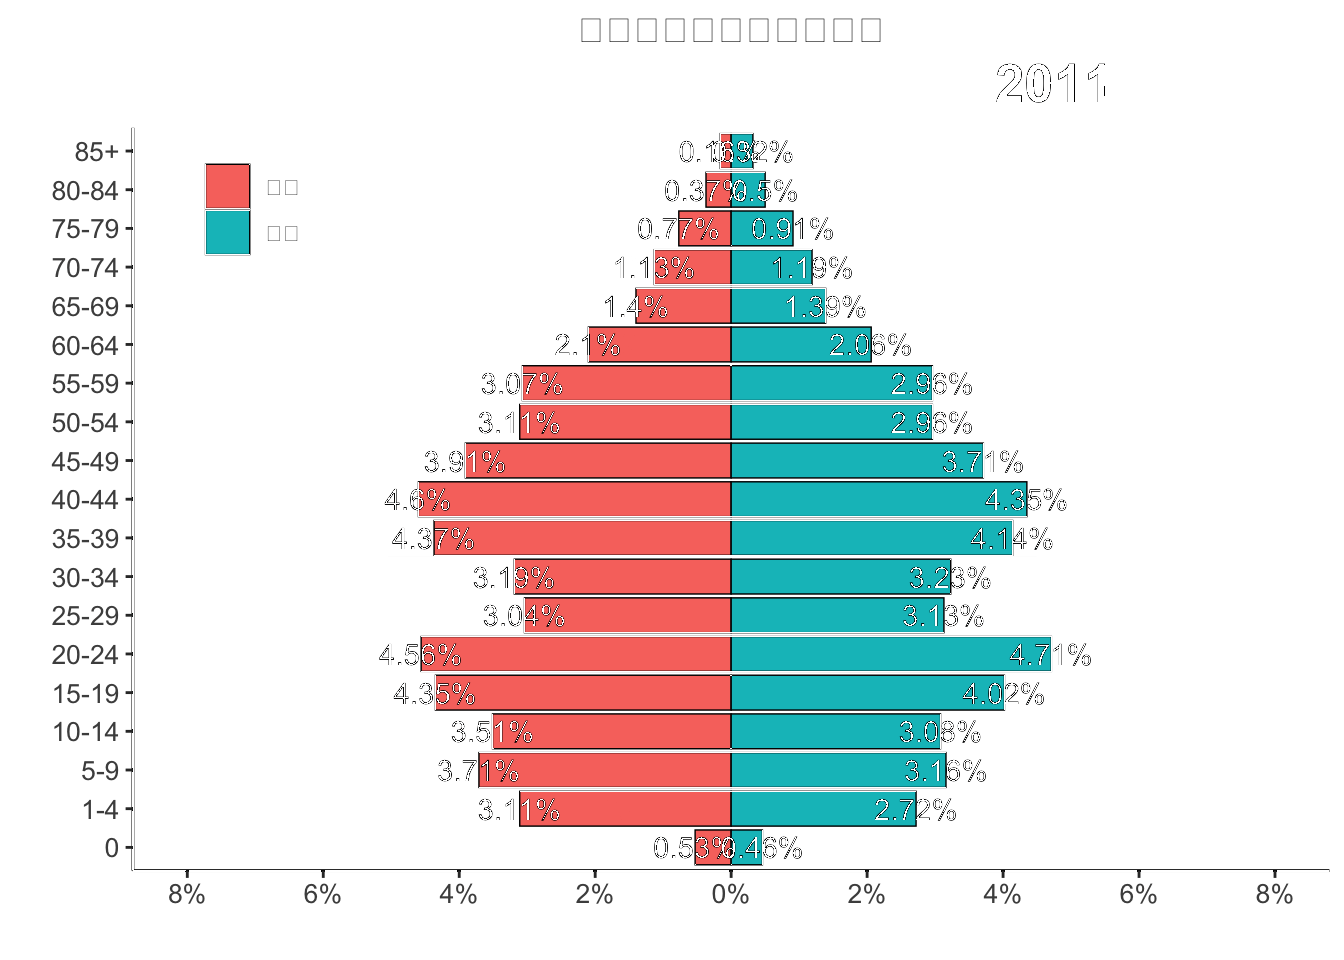 2011
85+ 0.16% 0.32%
80-84 0.37% 0.5%
75-79 0.77% 0.91%
70-74 1.13% 1.19%
65-69 1.4% 1.39%
60-64 2.1% 2.06%
55-59 3.07% 2.96%
50-54 3.11% 2.96%
45-49 3.91% 3.71%
40-44 4.6% 4.35%
35-39 4.37% 4.14%
30-34 3.19% 3.23%
25-29 3.04% 3.13%
20-24 4.56% 4.71%
15-19 4.35% 4.02%
10-14 3.51% 3.08%
5-9 3.71% 3.16%
1-4 3.11% 2.72%
0 0.53% 0.46%
8% 6% 4% 2% 0% 2% 4% 6% 8%